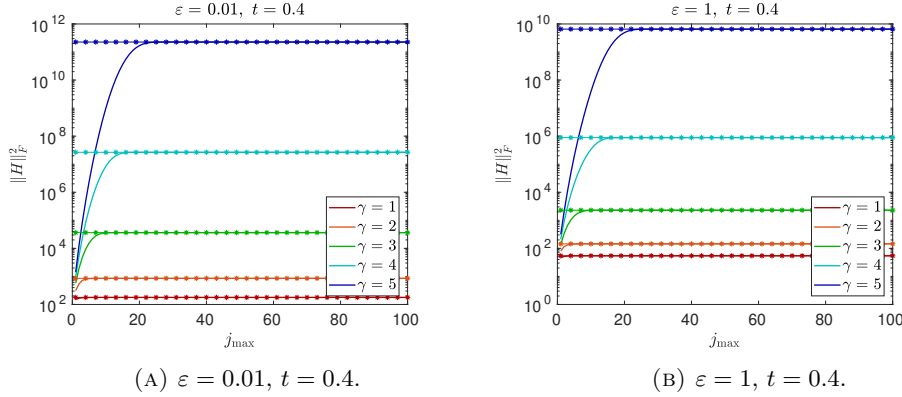 ε = 0.01, t = 0.4
||H||²_F
10^12
10^10
10^8
10^6
10^4
10^2
0 20 40 60 80 100
j_max
γ = 1
γ = 2
γ = 3
γ = 4
γ = 5
(A) ε = 0.01, t = 0.4.
ε = 1, t = 0.4
||H||²_F
10^10
10^8
10^6
10^4
10^2
10^0
0 20 40 60 80 100
j_max
γ = 1
γ = 2
γ = 3
γ = 4
γ = 5
(B) ε = 1, t = 0.4.